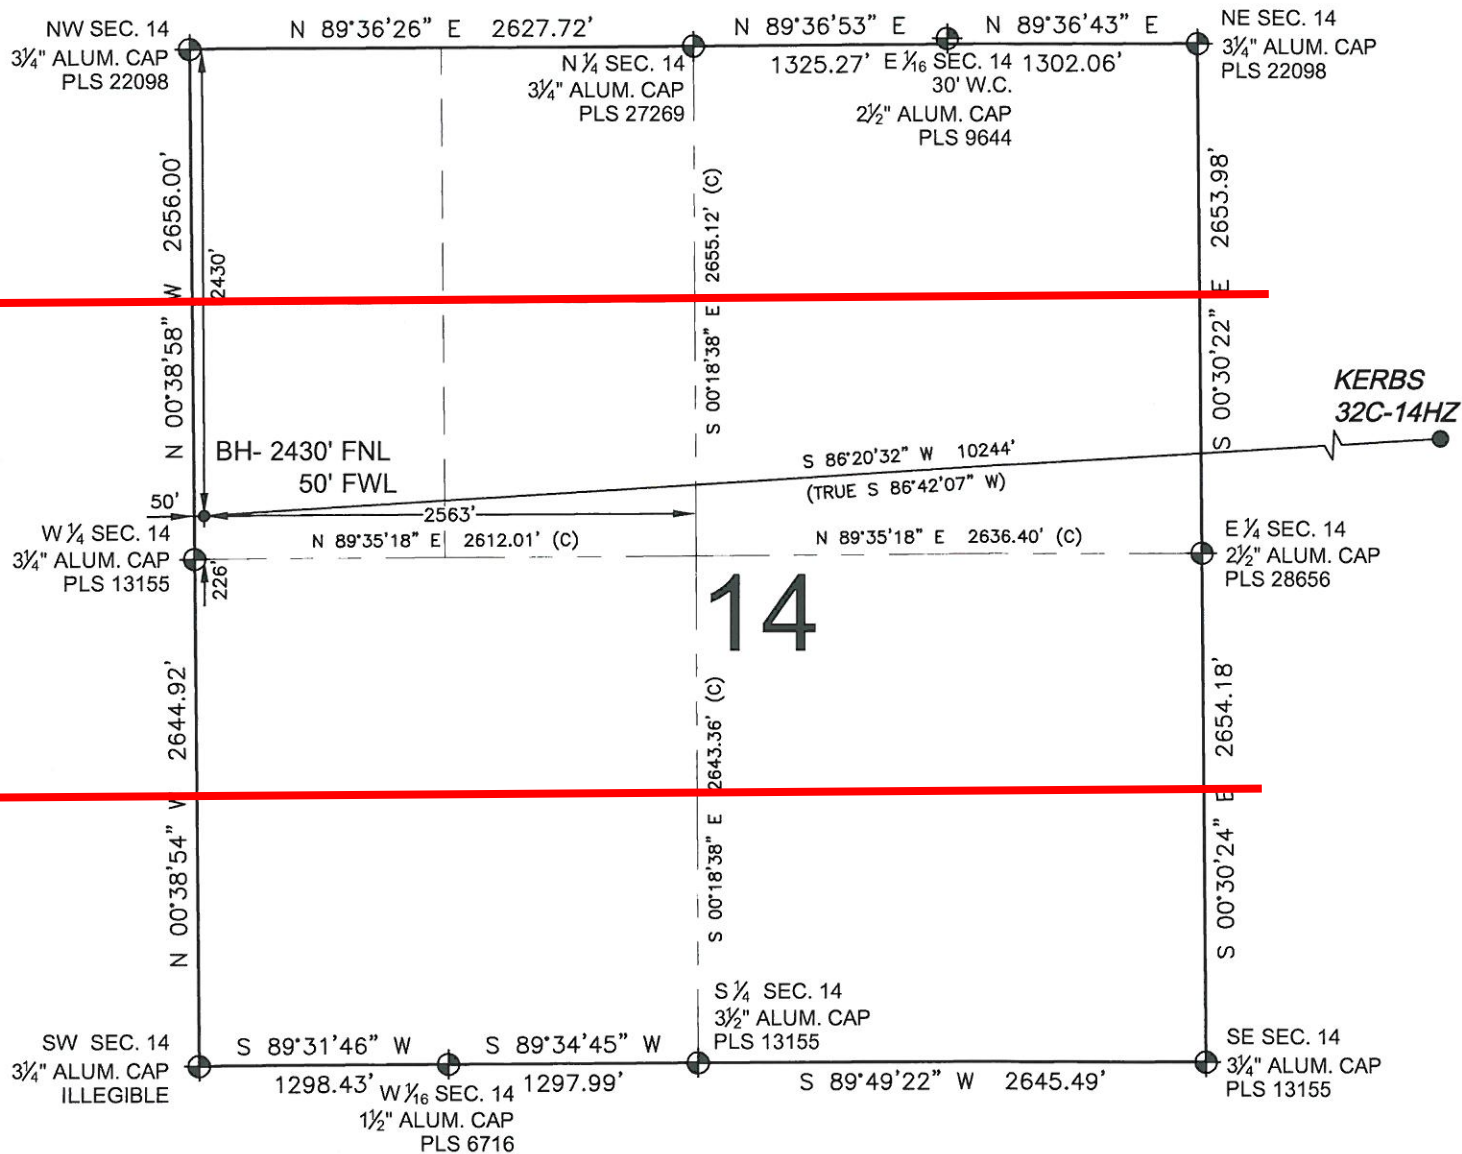 NW SEC. 14
3¼" ALUM. CAP
PLS 22098
N 89°36'26" E 2627.72'
N ¼ SEC. 14
3¼" ALUM. CAP
PLS 27269
N 89°36'53" E
1325.27'
E 1⁄16 SEC. 14
30' W.C.
2½" ALUM. CAP
PLS 9644
N 89°36'43" E
1302.06'
NE SEC. 14
3¼" ALUM. CAP
PLS 22098
N 00°38'58" W 2656.00'
2430'
S 00°18'38" E 2655.12' (C)
S 00°30'22" E 2653.98'
KERBS
32C-14HZ
BH- 2430' FNL
50' FWL
S 86°20'32" W 10244'
(TRUE S 86°42'07" W)
50'
2563'
W ¼ SEC. 14
3¼" ALUM. CAP
PLS 13155
226'
N 89°35'18" E 2612.01' (C)
N 89°35'18" E 2636.40' (C)
E ¼ SEC. 14
2½" ALUM. CAP
PLS 28656
14
N 00°38'54" W 2644.92'
S 00°18'38" E 2643.36' (C)
S 00°30'24" E 2654.18'
SW SEC. 14
3¼" ALUM. CAP
ILLEGIBLE
S 89°31'46" W
1298.43'
W 1⁄16 SEC. 14
1½" ALUM. CAP
PLS 6716
S 89°34'45" W
1297.99'
S ¼ SEC. 14
3½" ALUM. CAP
PLS 13155
S 89°49'22" W 2645.49'
SE SEC. 14
3¼" ALUM. CAP
PLS 13155